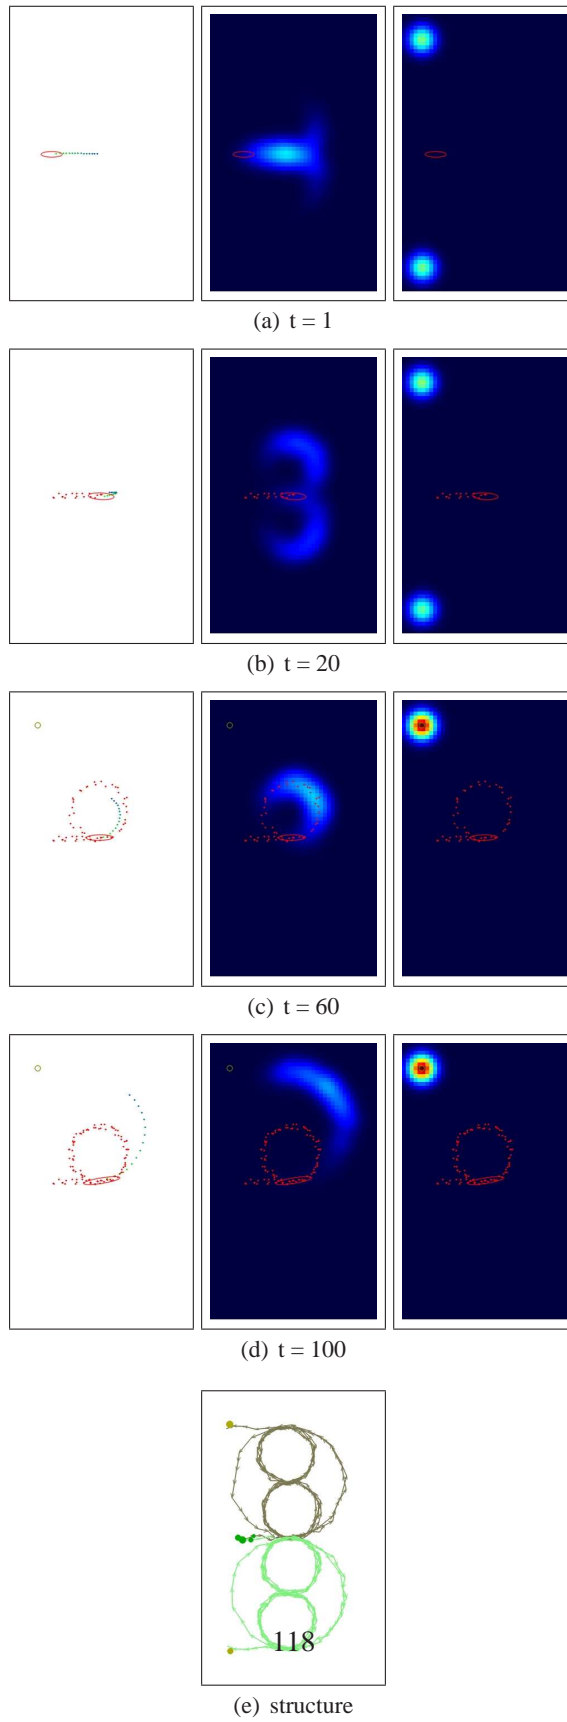 (a) t = 1
(b) t = 20
(c) t = 60
(d) t = 100
118
(e) structure